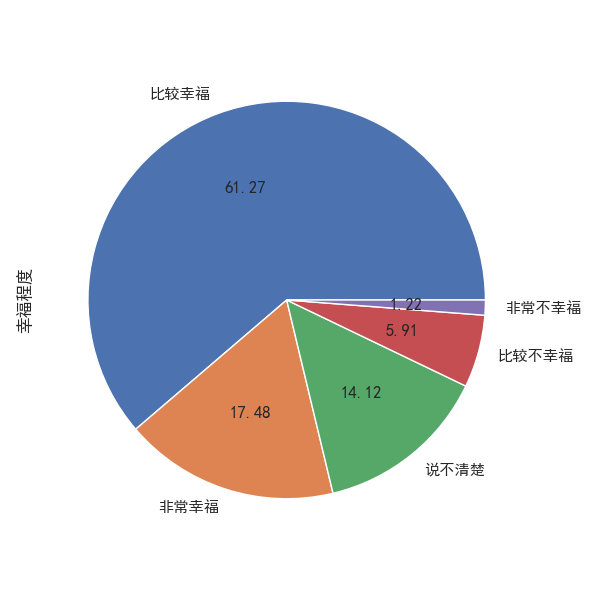 比较幸福
61.27
幸福程度
1.22
非常不幸福
5.91
比较不幸福
14.12
17.48
说不清楚
非常幸福